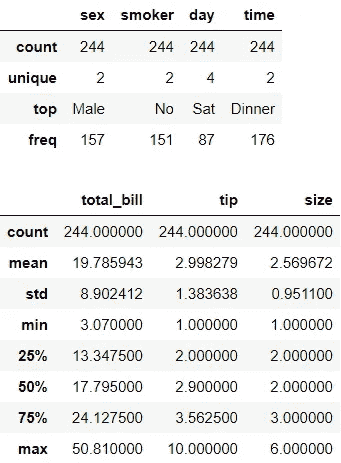 sex smoker day time
count 244 244 244 244
unique 2 2 4 2
top Male No Sat Dinner
freq 157 151 87 176
total_bill tip size
count 244.000000 244.000000 244.000000
mean 19.785943 2.998279 2.569672
std 8.902412 1.383638 0.951100
min 3.070000 1.000000 1.000000
25% 13.347500 2.000000 2.000000
50% 17.795000 2.900000 2.000000
75% 24.127500 3.562500 3.000000
max 50.810000 10.000000 6.000000